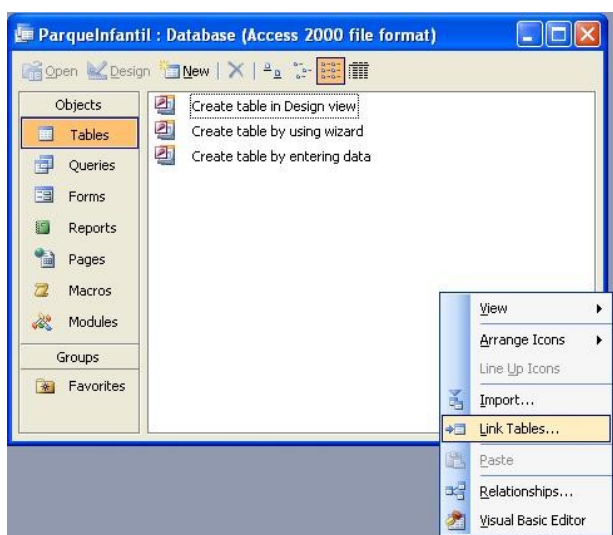 ParqueInfanti : Database (Access 2000 file format)
Open Design New
Objects
Tables
Queries
Forms
Reports
Pages
Macros
Modules
Groups
Favorites
Create table in Design view
Create table by using wizard
Create table by entering data
View
Arrange Icons
Line Up Icons
Import...
Link Tables...
Paste
Relationships...
Visual Basic Editor